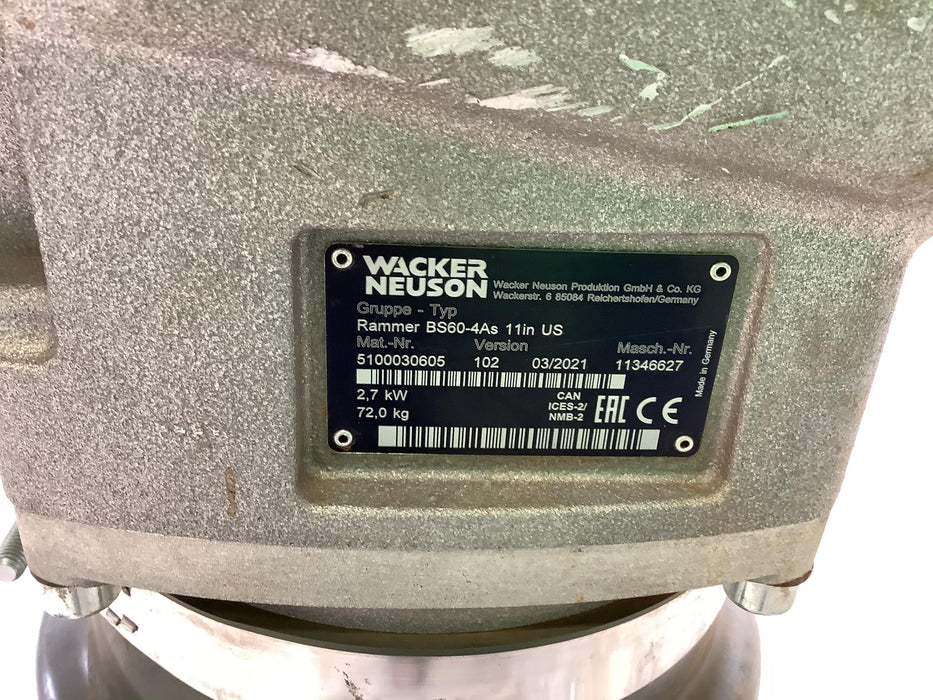 WACKER
NEUSON
Wacker Neuson Produktion GmbH & Co. KG
Wackerstr. 6 85084 Reichertshofen/Germany
Gruppe - Typ
Rammer BS60-4As 11in US
Mat.-Nr. Version Masch.-Nr.
5100030605 102 03/2021 11346627
2,7 kW
72,0 kg
CAN
ICES-2/
NMB-2
EAC CE
Made in Germany